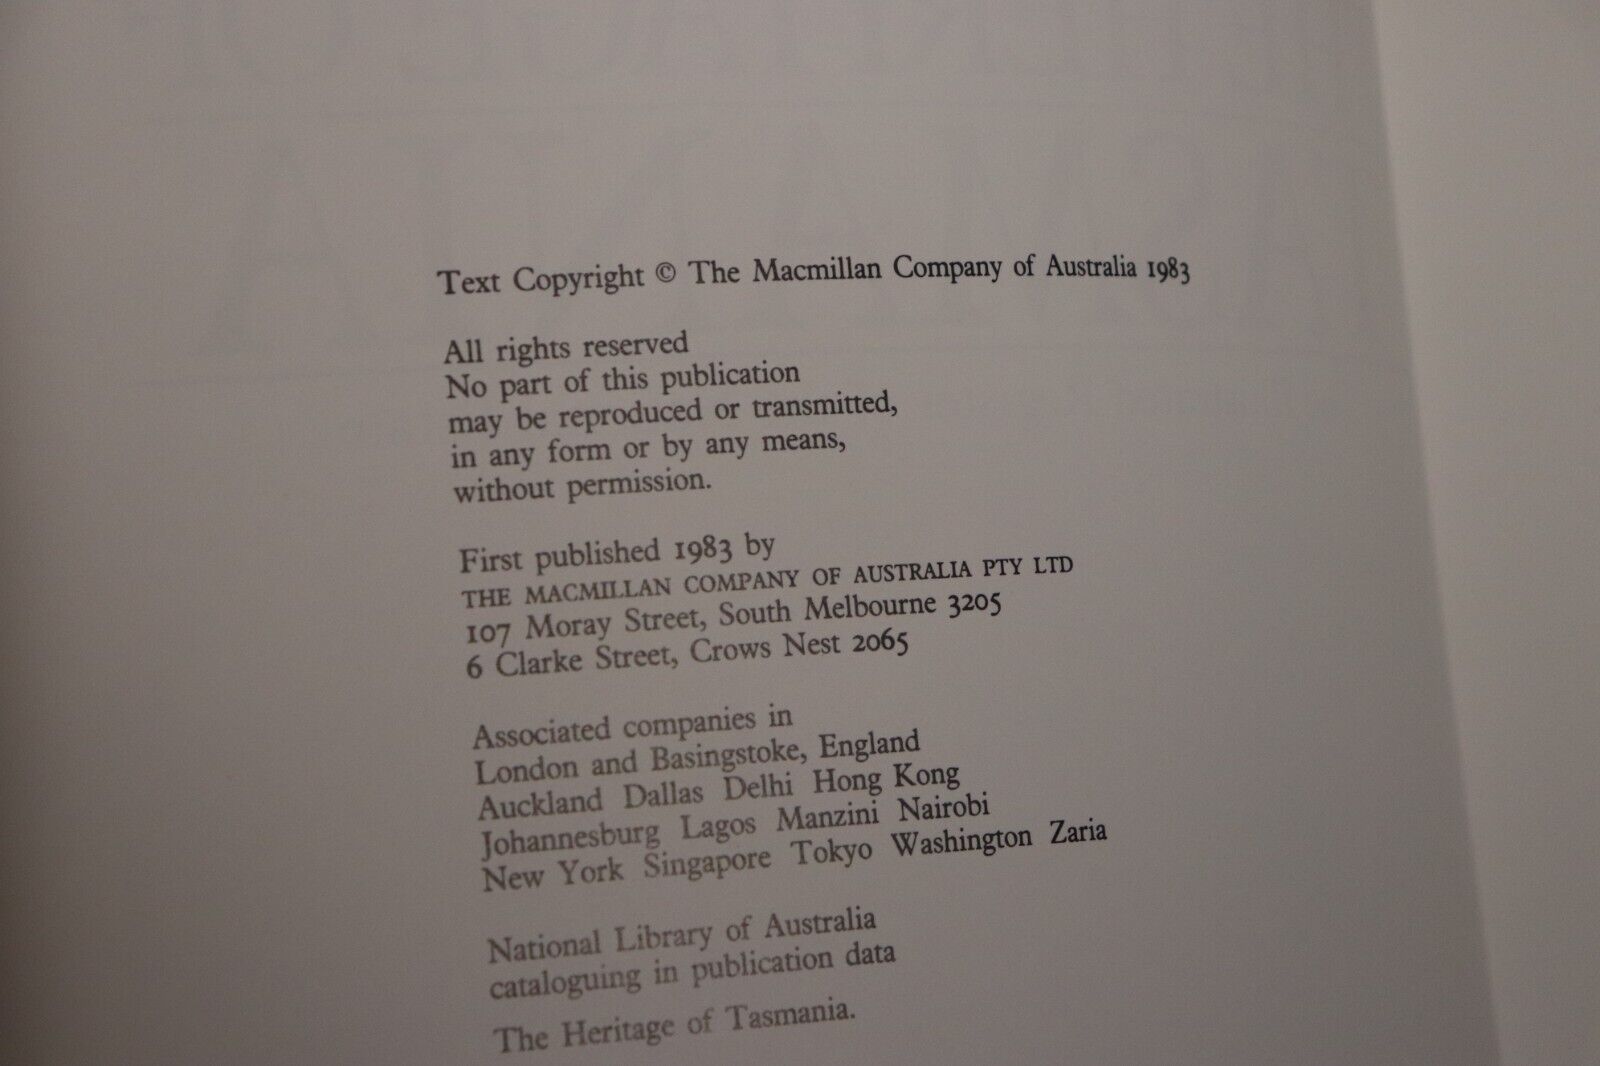 Text Copyright © The Macmillan Company of Australia 1983
All rights reserved
No part of this publication
may be reproduced or transmitted,
in any form or by any means,
without permission.
First published 1983 by
THE MACMILLAN COMPANY OF AUSTRALIA PTY LTD
107 Moray Street, South Melbourne 3205
6 Clarke Street, Crows Nest 2065
Associated companies in
London and Basingstoke, England
Auckland Dallas Delhi Hong Kong
Johannesburg Lagos Manzini Nairobi
New York Singapore Tokyo Washington Zaria
National Library of Australia
cataloguing in publication data
The Heritage of Tasmania.